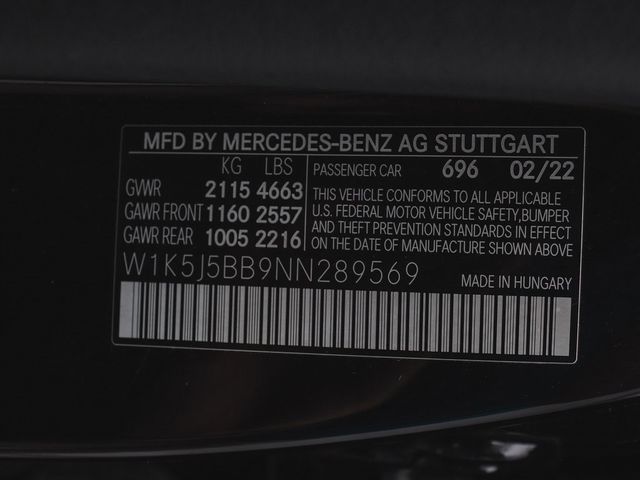 MFD BY MERCEDES-BENZ AG STUTTGART
KG LBS
PASSENGER CAR 696 02/22
GVWR 2115 4663
GAWR FRONT 1160 2557
GAWR REAR 1005 2216
THIS VEHICLE CONFORMS TO ALL APPLICABLE
U.S. FEDERAL MOTOR VEHICLE SAFETY, BUMPER
AND THEFT PREVENTION STANDARDS IN EFFECT
ON THE DATE OF MANUFACTURE SHOWN ABOVE
W1K5J5BB9NN289569
MADE IN HUNGARY